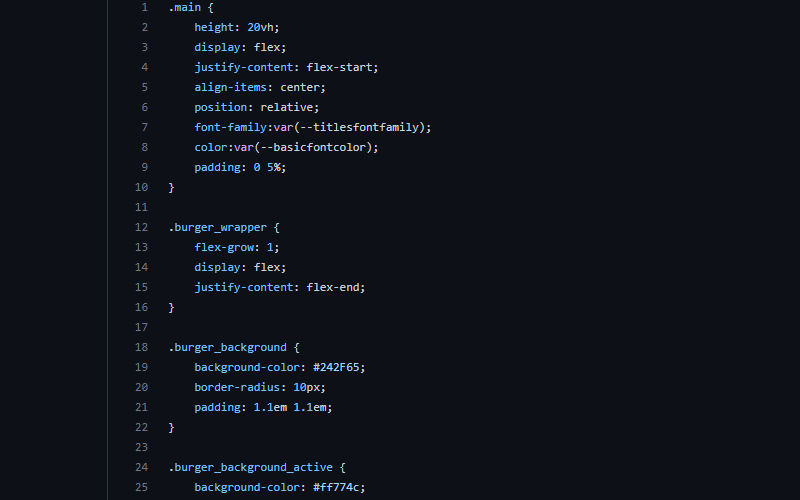 1 .main {
2     height: 20vh;
3     display: flex;
4     justify-content: flex-start;
5     align-items: center;
6     position: relative;
7     font-family:var(--titlesfontfamily);
8     color:var(--basicfontcolor);
9     padding: 0 5%;
10 }
11
12 .burger_wrapper {
13     flex-grow: 1;
14     display: flex;
15     justify-content: flex-end;
16 }
17
18 .burger_background {
19     background-color: #242F65;
20     border-radius: 10px;
21     padding: 1.1em 1.1em;
22 }
23
24 .burger_background_active {
25     background-color: #ff774c;